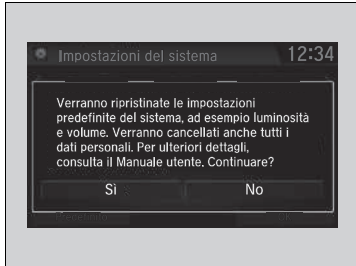 Impostazioni del sistema
12:34
Verranno ripristinate le impostazioni
predefinite del sistema, ad esempio luminosità
e volume. Verranno cancellati anche tutti i
dati personali. Per ulteriori dettagli,
consulta il Manuale utente. Continuare?
Sì
No